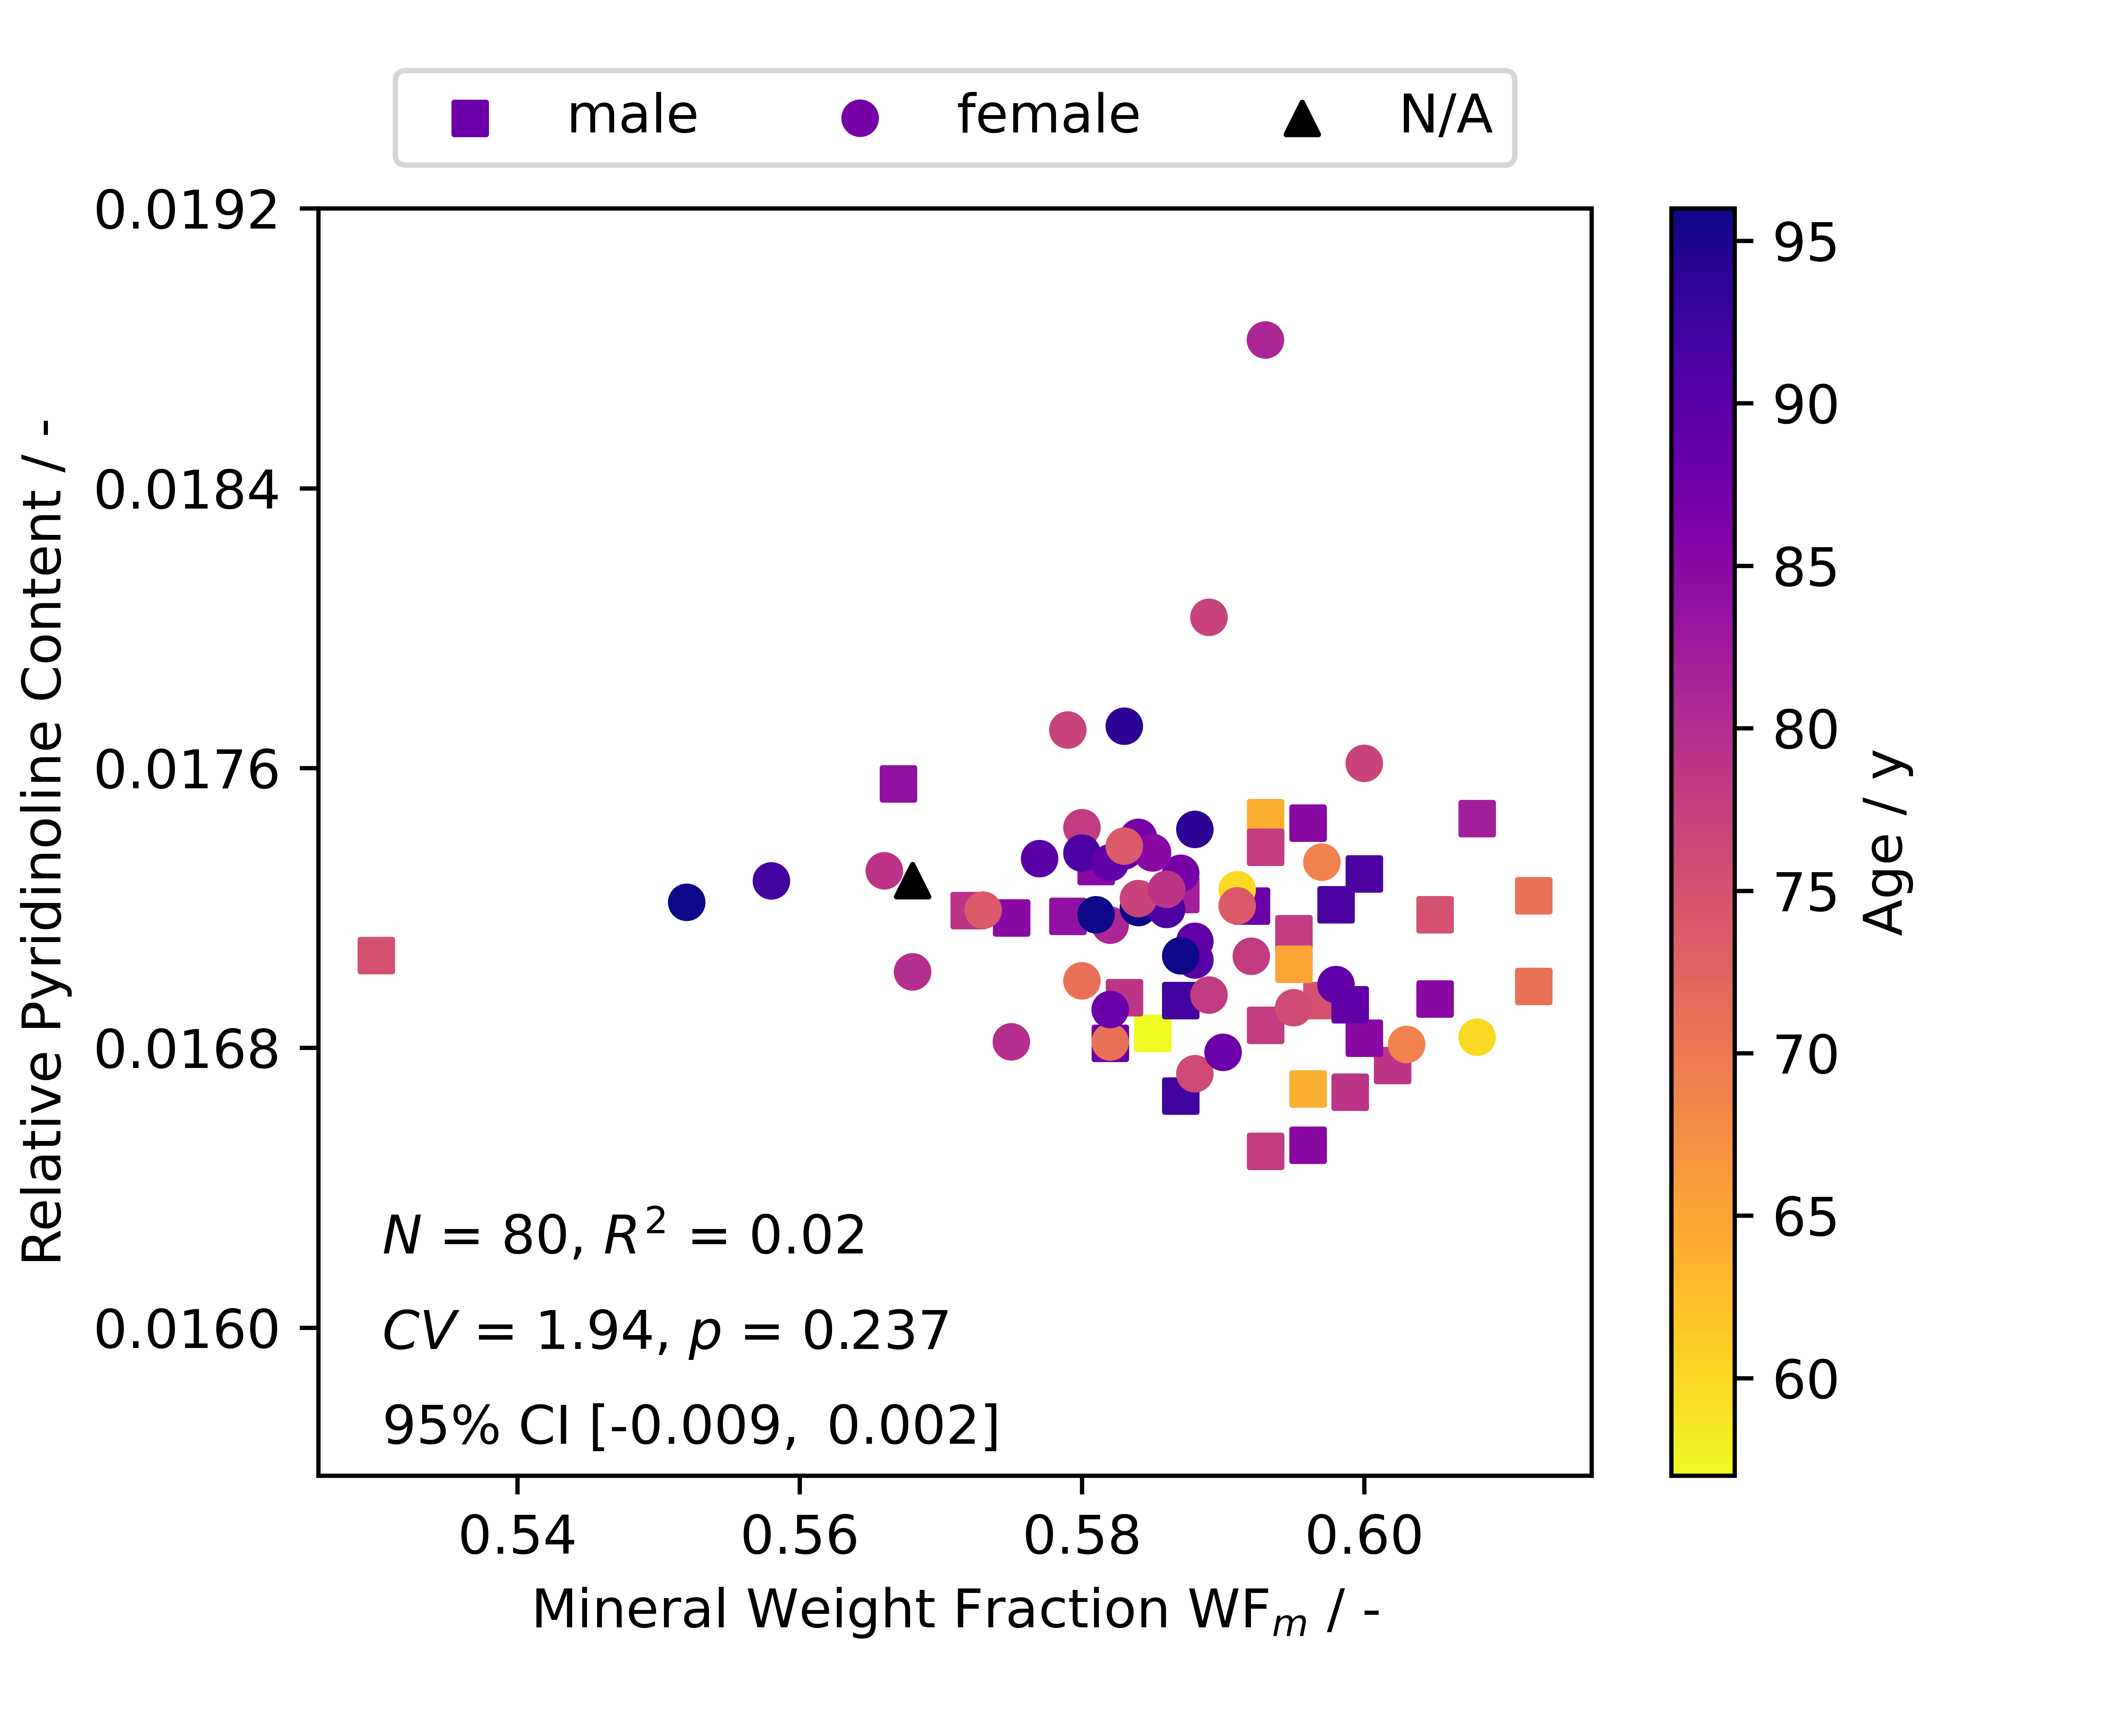 male female N/A
0.0192
0.0184
0.0176
0.0168
0.0160
Relative Pyridinoline Content / -
N = 80, R² = 0.02
CV = 1.94, p = 0.237
95% CI [-0.009, 0.002]
0.54 0.56 0.58 0.60
Mineral Weight Fraction WFₘ / -
95
90
85
80
75
70
65
60
Age / y